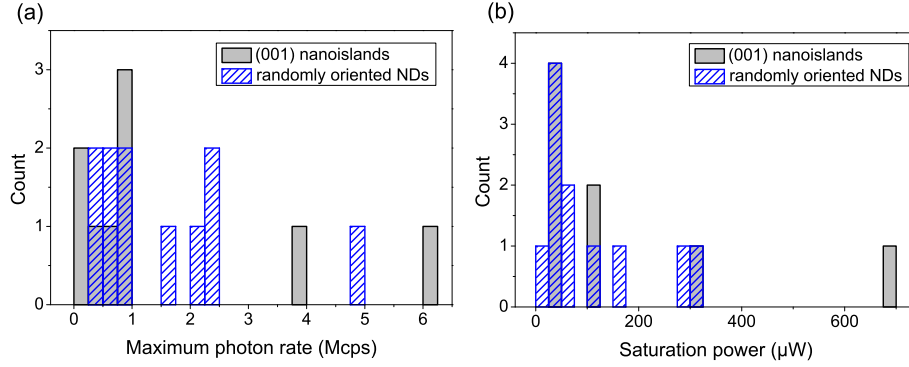 (a)
(001) nanoislands
randomly oriented NDs
Count
3
2
1
0
0 1 2 3 4 5 6
Maximum photon rate (Mcps)
(b)
(001) nanoislands
randomly oriented NDs
Count
4
3
2
1
0
0 200 400 600
Saturation power (µW)